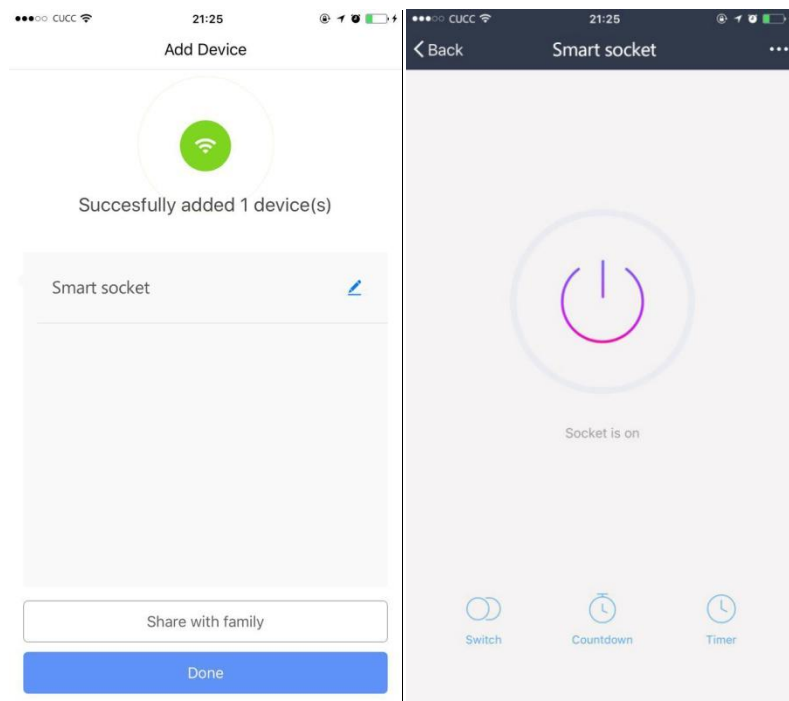 CUCC 21:25
Add Device
Succesfully added 1 device(s)
Smart socket
Share with family
Done
CUCC 21:25
Back Smart socket
Socket is on
Switch Countdown Timer